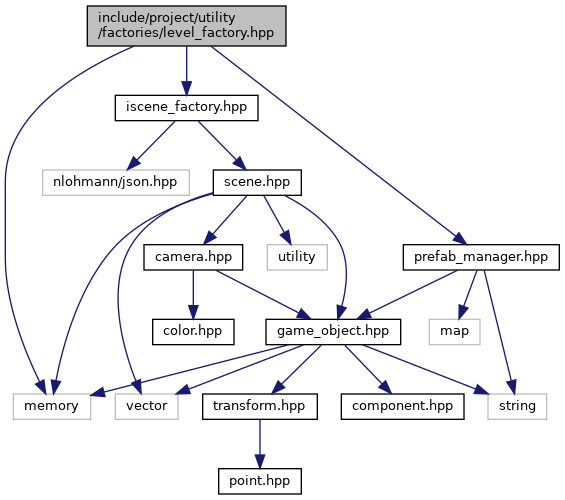 include/project/utility
/factories/level_factory.hpp
iscene_factory.hpp
nlohmann/json.hpp
scene.hpp
camera.hpp
utility
prefab_manager.hpp
color.hpp
game_object.hpp
map
memory
vector
transform.hpp
component.hpp
string
point.hpp